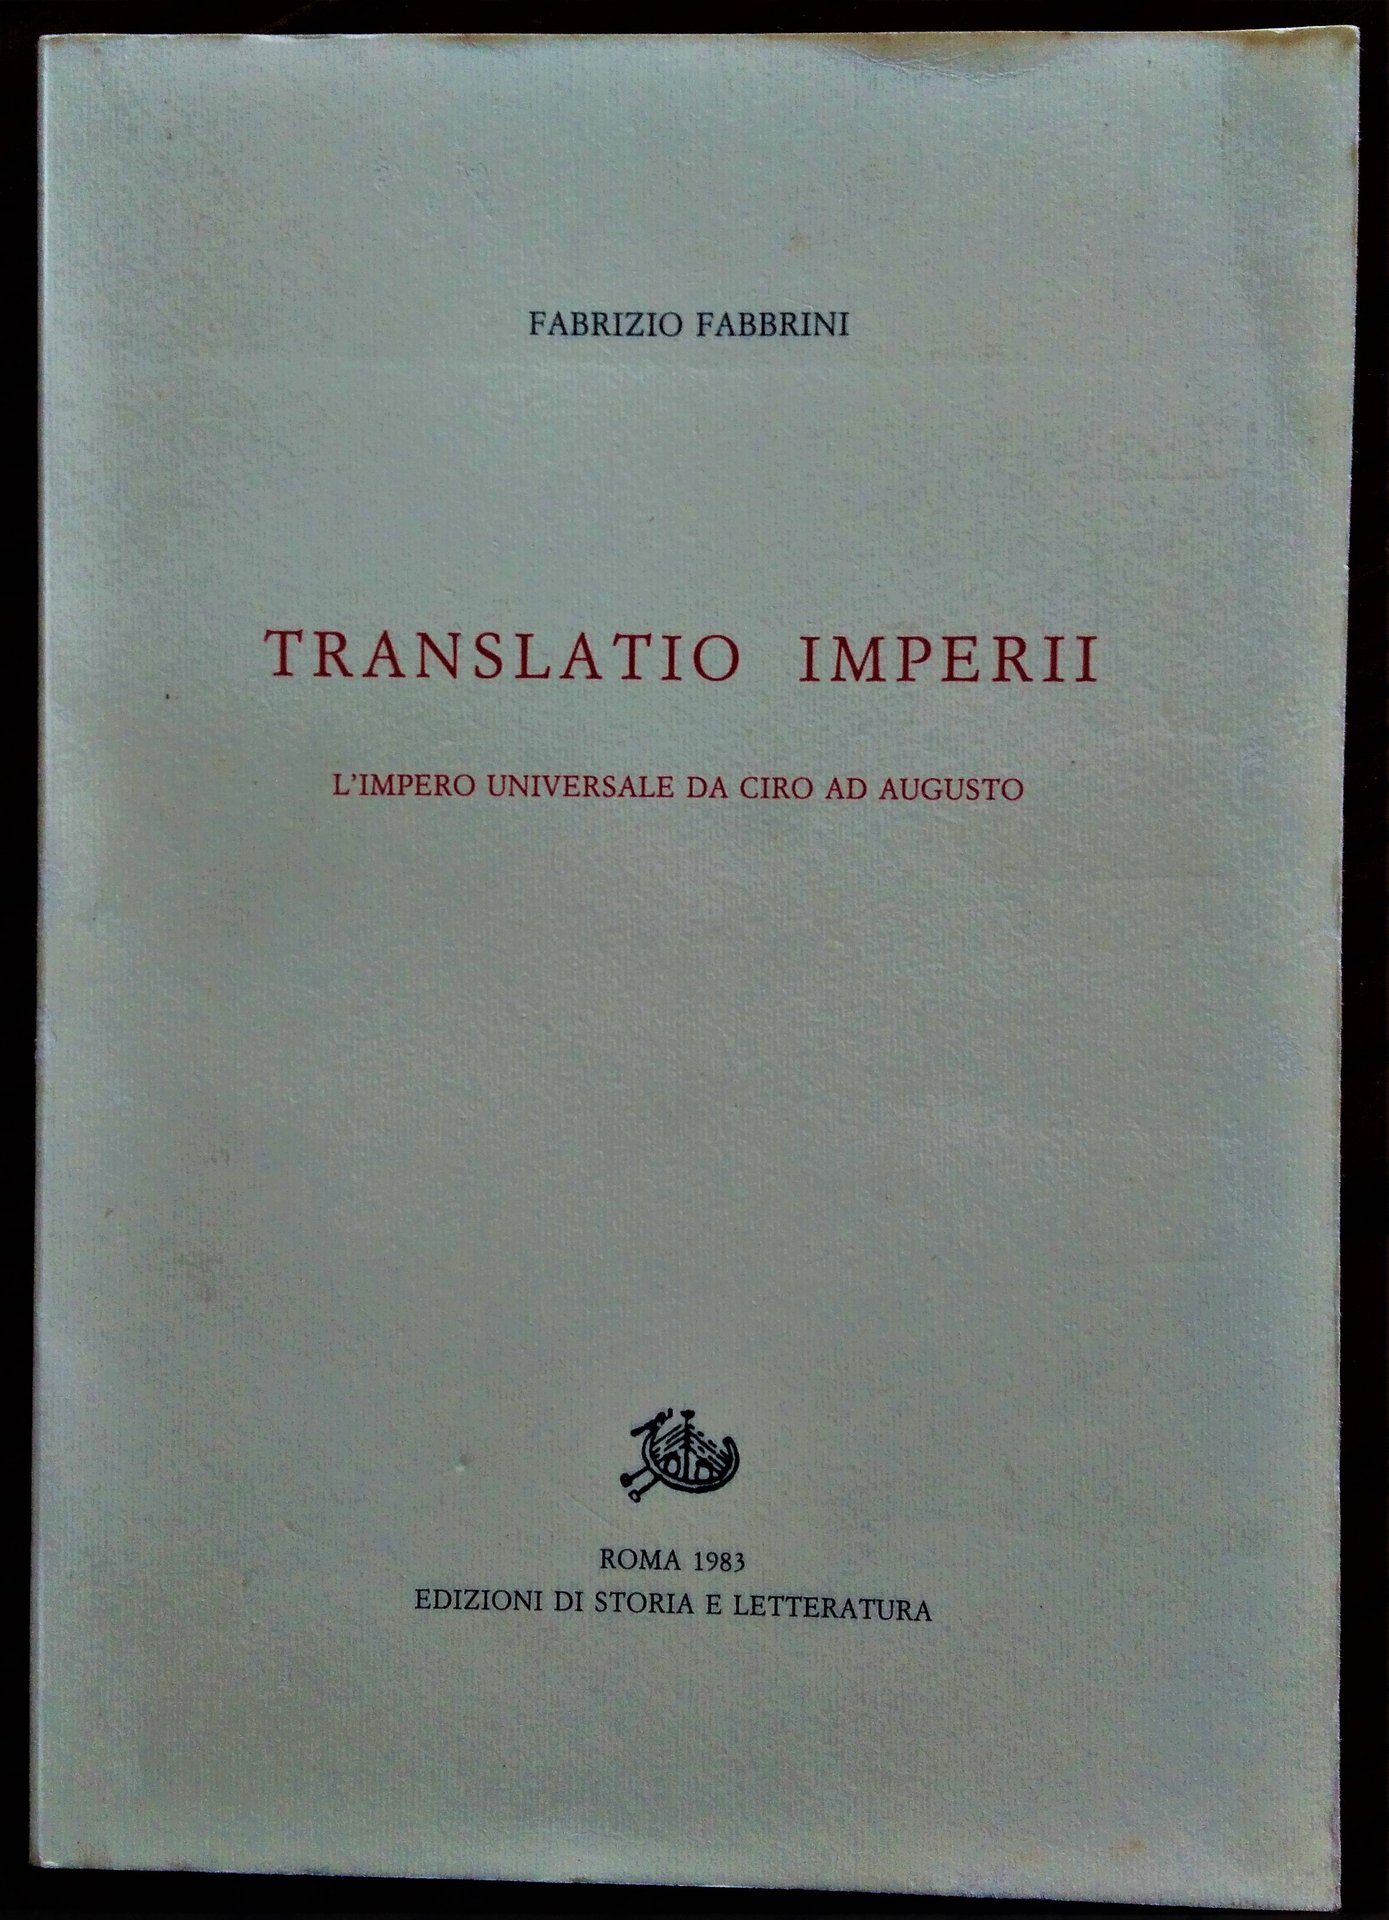 FABRIZIO FABBRINI
TRANSLATIO IMPERII
L'IMPERO UNIVERSALE DA CIRO AD AUGUSTO
ROMA 1983
EDIZIONI DI STORIA E LETTERATURA